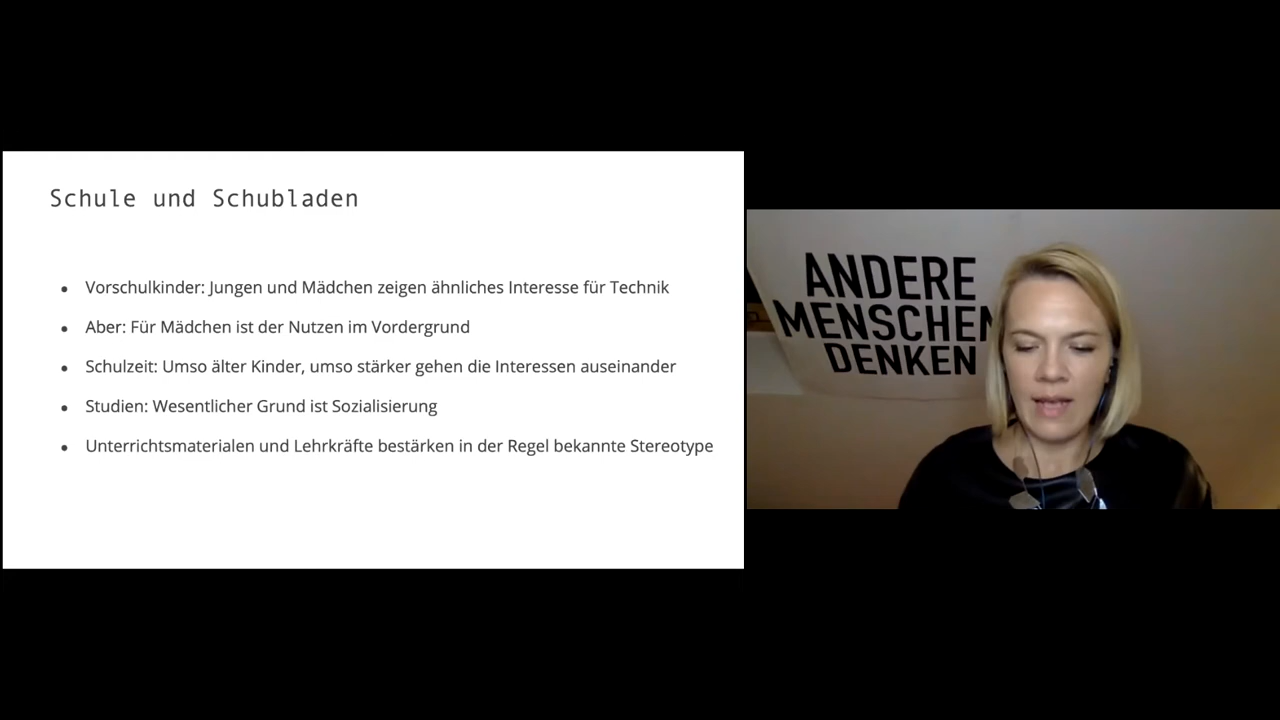 Schule und Schubladen
Vorschulkinder: Jungen und Mädchen zeigen ähnliches Interesse für Technik
Aber: Für Mädchen ist der Nutzen im Vordergrund
Schulzeit: Umso älter Kinder, umso stärker gehen die Interessen auseinander
Studien: Wesentlicher Grund ist Sozialisierung
Unterrichtsmaterialen und Lehrkräfte bestärken in der Regel bekannte Stereotype
ANDERE
MENSCHEN
DENKEN